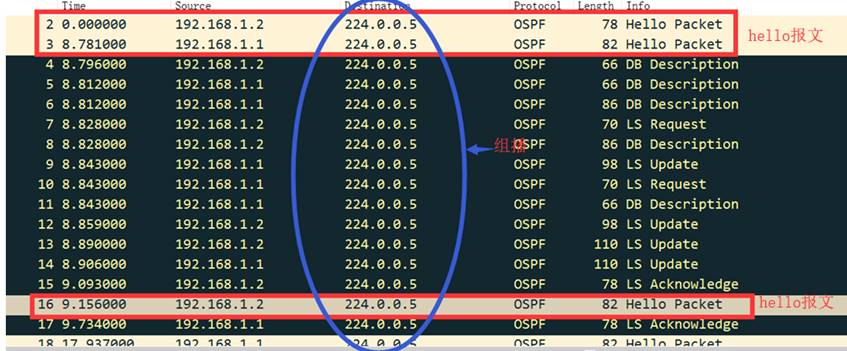 Time Source Destination Protocol Length Info
2 0.000000 192.168.1.2 224.0.0.5 OSPF 78 Hello Packet
hello报文
3 8.781000 192.168.1.1 224.0.0.5 OSPF 82 Hello Packet
4 8.796000 192.168.1.2 224.0.0.5 OSPF 66 DB Description
5 8.812000 192.168.1.1 224.0.0.5 OSPF 66 DB Description
6 8.812000 192.168.1.1 224.0.0.5 OSPF 86 DB Description
7 8.828000 192.168.1.2 224.0.0.5 OSPF 70 LS Request
8 8.828000 192.168.1.2 224.0.0.5 OSPF 86 DB Description
组播
9 8.843000 192.168.1.1 224.0.0.5 OSPF 98 LS Update
10 8.843000 192.168.1.1 224.0.0.5 OSPF 70 LS Request
11 8.843000 192.168.1.1 224.0.0.5 OSPF 66 DB Description
12 8.859000 192.168.1.2 224.0.0.5 OSPF 98 LS Update
13 8.890000 192.168.1.2 224.0.0.5 OSPF 110 LS Update
14 8.906000 192.168.1.1 224.0.0.5 OSPF 110 LS Update
15 9.093000 192.168.1.2 224.0.0.5 OSPF 78 LS Acknowledge
16 9.156000 192.168.1.2 224.0.0.5 OSPF 82 Hello Packet
hello报文
17 9.734000 192.168.1.1 224.0.0.5 OSPF 78 LS Acknowledge
18 17.937000 192.168.1.1 224.0.0.5 OSPF 82 Hello Packet